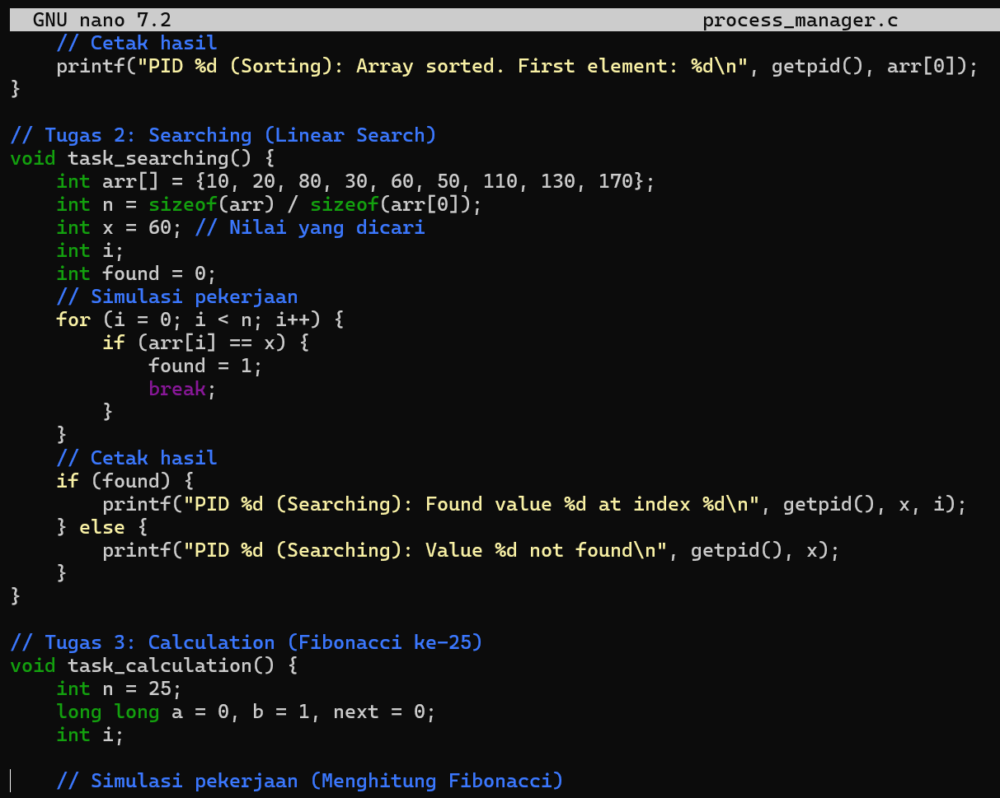 GNU nano 7.2 process_manager.c
    // Cetak hasil
    printf("PID %d (Sorting): Array sorted. First element: %d\n", getpid(), arr[0]);
}

// Tugas 2: Searching (Linear Search)
void task_searching() {
    int arr[] = {10, 20, 80, 30, 60, 50, 110, 130, 170};
    int n = sizeof(arr) / sizeof(arr[0]);
    int x = 60; // Nilai yang dicari
    int i;
    int found = 0;
    // Simulasi pekerjaan
    for (i = 0; i < n; i++) {
        if (arr[i] == x) {
            found = 1;
            break;
        }
    }
    // Cetak hasil
    if (found) {
        printf("PID %d (Searching): Found value %d at index %d\n", getpid(), x, i);
    } else {
        printf("PID %d (Searching): Value %d not found\n", getpid(), x);
    }
}

// Tugas 3: Calculation (Fibonacci ke-25)
void task_calculation() {
    int n = 25;
    long long a = 0, b = 1, next = 0;
    int i;

    // Simulasi pekerjaan (Menghitung Fibonacci)